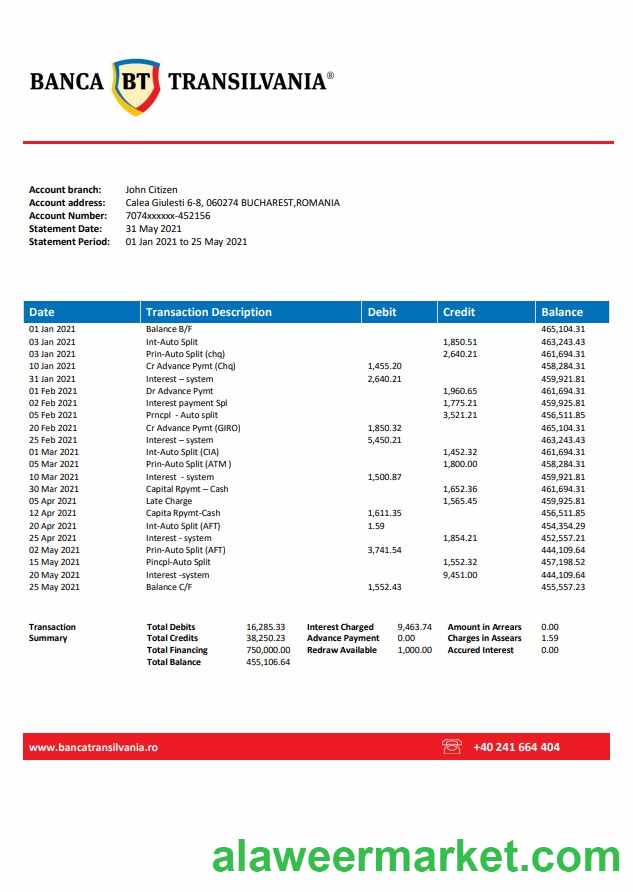 BANCA BT TRANSILVANIA®
Account branch: John Citizen
Account address: Calea Giulesti 6-8, 060274 BUCHAREST,ROMANIA
Account Number: 7074xxxxxx-452156
Statement Date: 31 May 2021
Statement Period: 01 Jan 2021 to 25 May 2021
Date Transaction Description Debit Credit Balance
01 Jan 2021 Balance B/F 465,104.31
03 Jan 2021 Int-Auto Split 1,850.51 463,243.43
03 Jan 2021 Prin-Auto Split (chq) 2,640.21 461,694.31
10 Jan 2021 Cr Advance Pymt (Chq) 1,455.20 458,284.31
31 Jan 2021 Interest – system 2,640.21 459,921.81
01 Feb 2021 Dr Advance Pymt 1,960.65 461,694.31
02 Feb 2021 Interest payment Spl 1,775.21 459,925.81
05 Feb 2021 Prncpl - Auto split 3,521.21 456,511.85
20 Feb 2021 Cr Advance Pymt (GIRO) 1,850.32 465,104.31
25 Feb 2021 Interest – system 5,450.21 463,243.43
01 Mar 2021 Int-Auto Split (CIA) 1,452.32 461,694.31
05 Mar 2021 Prin-Auto Split (ATM ) 1,800.00 458,284.31
10 Mar 2021 Interest - system 1,500.87 459,921.81
30 Mar 2021 Capital Rpymt – Cash 1,652.36 461,694.31
05 Apr 2021 Late Charge 1,565.45 459,925.81
12 Apr 2021 Capita Rpymt-Cash 1,611.35 456,511.85
20 Apr 2021 Int-Auto Split (AFT) 1.59 454,354.29
25 Apr 2021 Interest - system 1,854.21 452,557.21
02 May 2021 Prin-Auto Split (AFT) 3,741.54 444,109.64
15 May 2021 Pincpl-Auto Split 1,552.32 457,198.52
20 May 2021 Interest -system 9,451.00 444,109.64
25 May 2021 Balance C/F 1,552.43 455,557.23
Transaction Total Debits 16,285.33 Interest Charged 9,463.74 Amount in Arrears 0.00
Summary Total Credits 38,250.23 Advance Payment 0.00 Charges in Assears 1.59
Total Financing 750,000.00 Redraw Available 1,000.00 Accured Interest 0.00
Total Balance 455,106.64
www.bancatransilvania.ro +40 241 664 404
alaweermarket.com